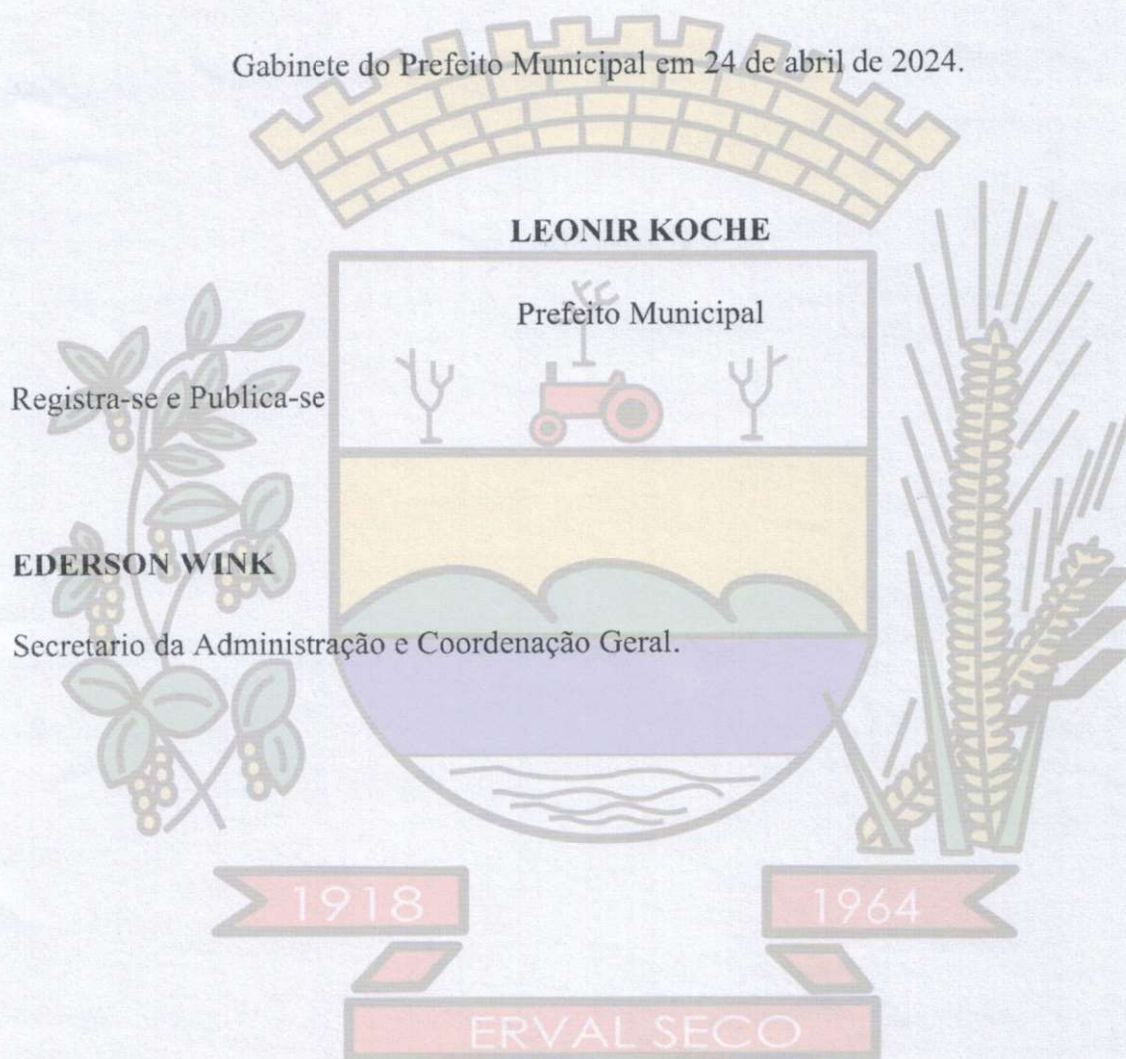 Gabinete do Prefeito Municipal em 24 de abril de 2024.
LEONIR KOCHE
Prefeito Municipal
Registra-se e Publica-se
EDERSON WINK
Secretario da Administração e Coordenação Geral.
1918
1964
ERVAL SECO